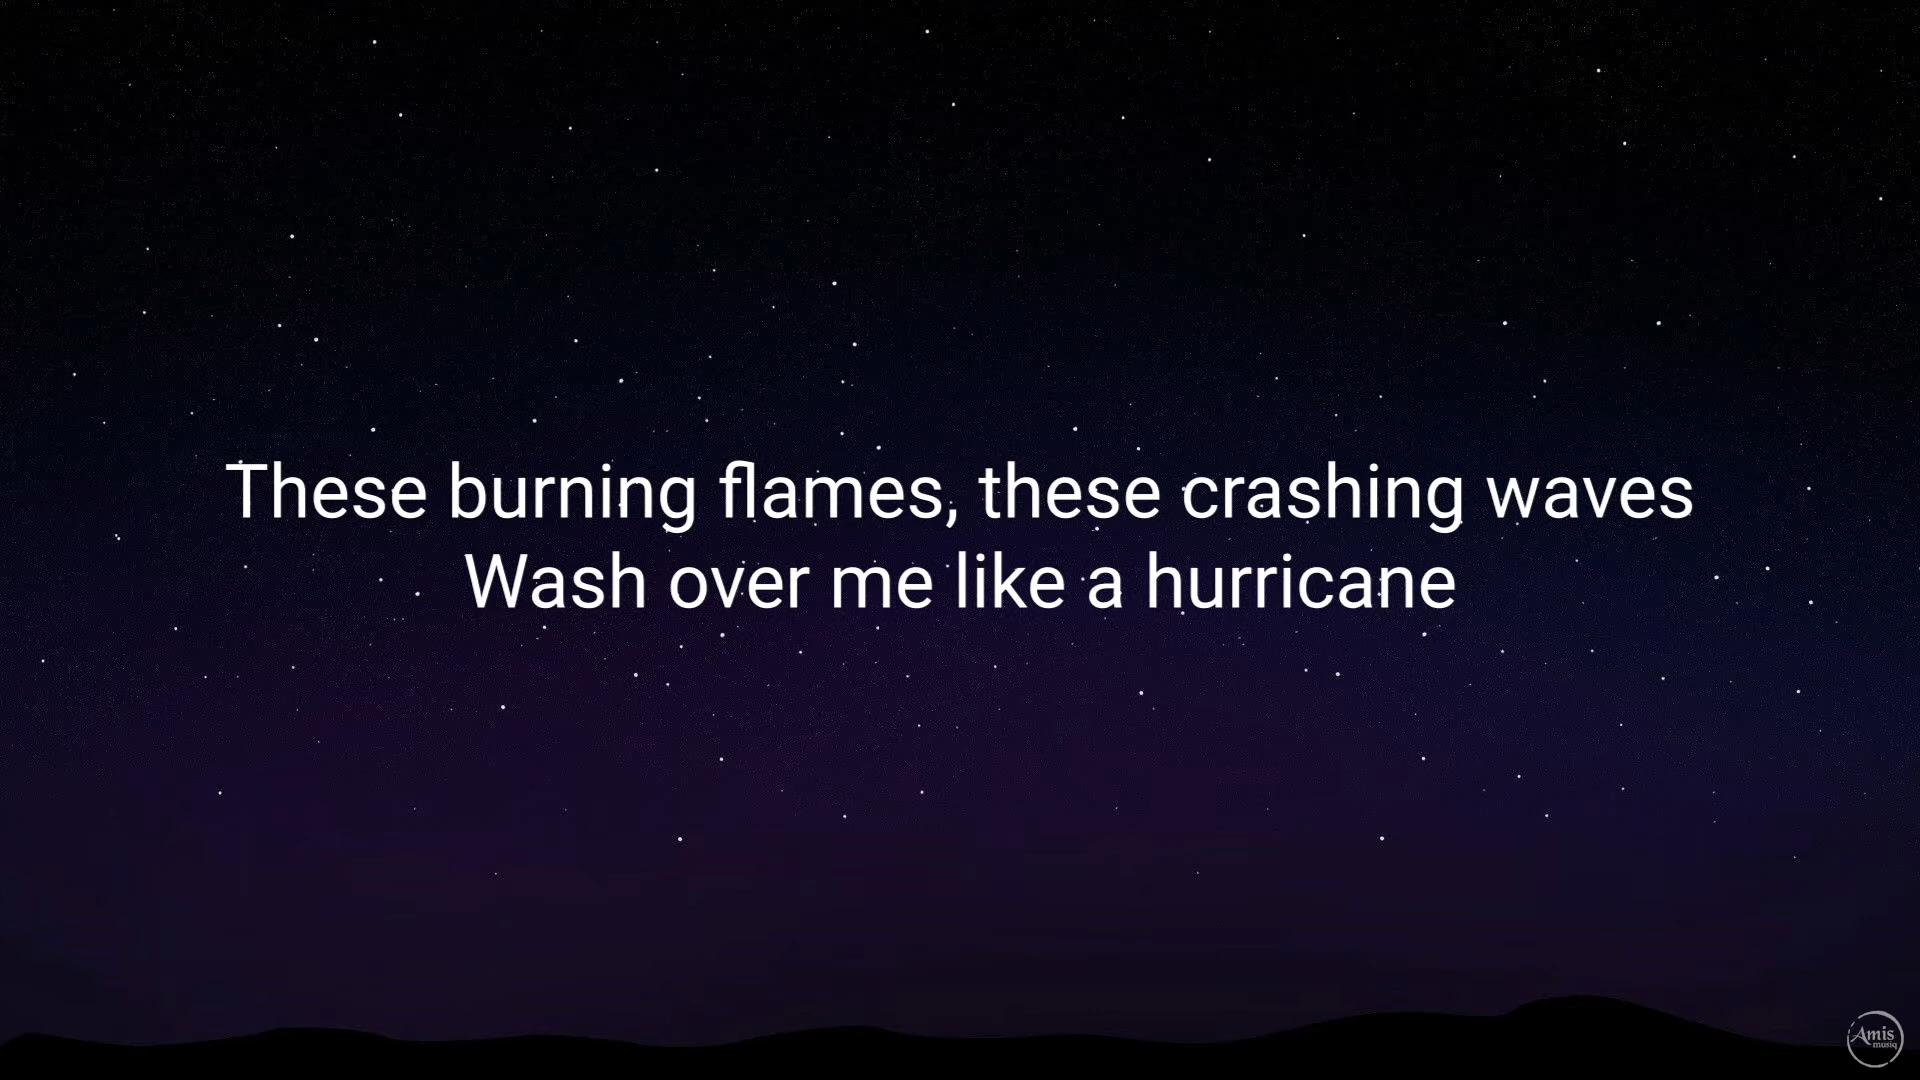 These burning flames, these crashing waves
Wash over me like a hurricane
Amis
musiq